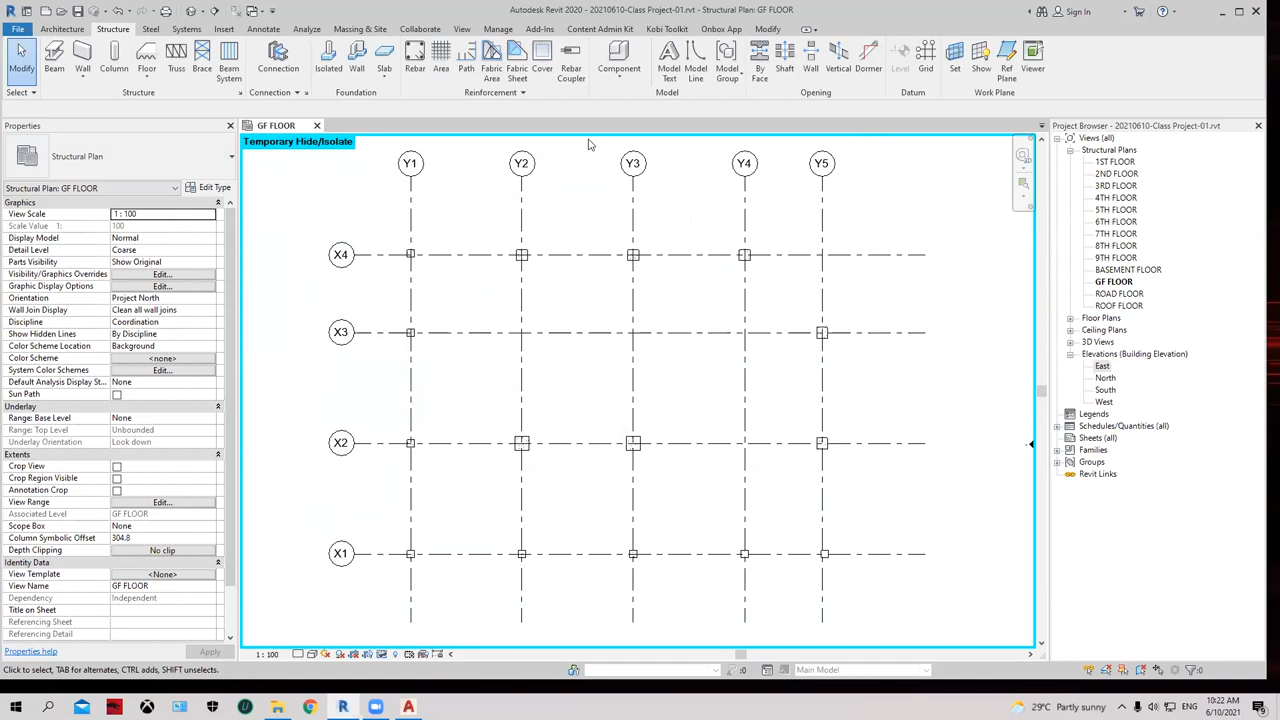 Autodesk Revit 2020 - 20210610-Class Project-01.rvt - Structural Plan: GF FLOOR
Sign In
File Architecture Structure Steel Systems Insert Annotate Analyze Massing & Site Collaborate View Manage Add-Ins Content Admin Kit Kobi Toolkit Onbox App Modify
Modify Beam Wall Column Floor Truss Brace Beam System Connection Isolated Wall Slab Rebar Area Path Fabric Area Fabric Sheet Cover Rebar Coupler Component Model Text Model Line Model Group By Face Shaft Wall Vertical Dormer Level Grid Set Show Ref Plane Viewer
Select Structure Connection Foundation Reinforcement Model Opening Datum Work Plane
Properties
Structural Plan
Structural Plan: GF FLOOR Edit Type
Graphics
View Scale 1 : 100
Scale Value 1: 100
Display Model Normal
Detail Level Coarse
Parts Visibility Show Original
Visibility/Graphics Overrides Edit...
Graphic Display Options Edit...
Orientation Project North
Wall Join Display Clean all wall joins
Discipline Coordination
Show Hidden Lines By Discipline
Color Scheme Location Background
Color Scheme <none>
System Color Schemes Edit...
Default Analysis Display St... None
Sun Path
Underlay
Range: Base Level None
Range: Top Level Unbounded
Underlay Orientation Look down
Extents
Crop View
Crop Region Visible
Annotation Crop
View Range Edit...
Associated Level GF FLOOR
Scope Box None
Column Symbolic Offset 304.8
Depth Clipping No clip
Identity Data
View Template <None>
View Name GF FLOOR
Dependency Independent
Title on Sheet
Referencing Sheet
Referencing Detail
Properties help Apply
GF FLOOR
Temporary Hide/Isolate
Y1 Y2 Y3 Y4 Y5
X4
X3
X2
X1
1 : 100
Project Browser - 20210610-Class Project-01.rvt
Views (all)
Structural Plans
1ST FLOOR
2ND FLOOR
3RD FLOOR
4TH FLOOR
5TH FLOOR
6TH FLOOR
7TH FLOOR
8TH FLOOR
9TH FLOOR
BASEMENT FLOOR
GF FLOOR
ROAD FLOOR
ROOF FLOOR
Floor Plans
Ceiling Plans
3D Views
Elevations (Building Elevation)
East
North
South
West
Legends
Schedules/Quantities (all)
Sheets (all)
Families
Groups
Revit Links
Click to select, TAB for alternates, CTRL adds, SHIFT unselects.
:0 Main Model :0
29°C Partly sunny ENG 10:22 AM
6/10/2021